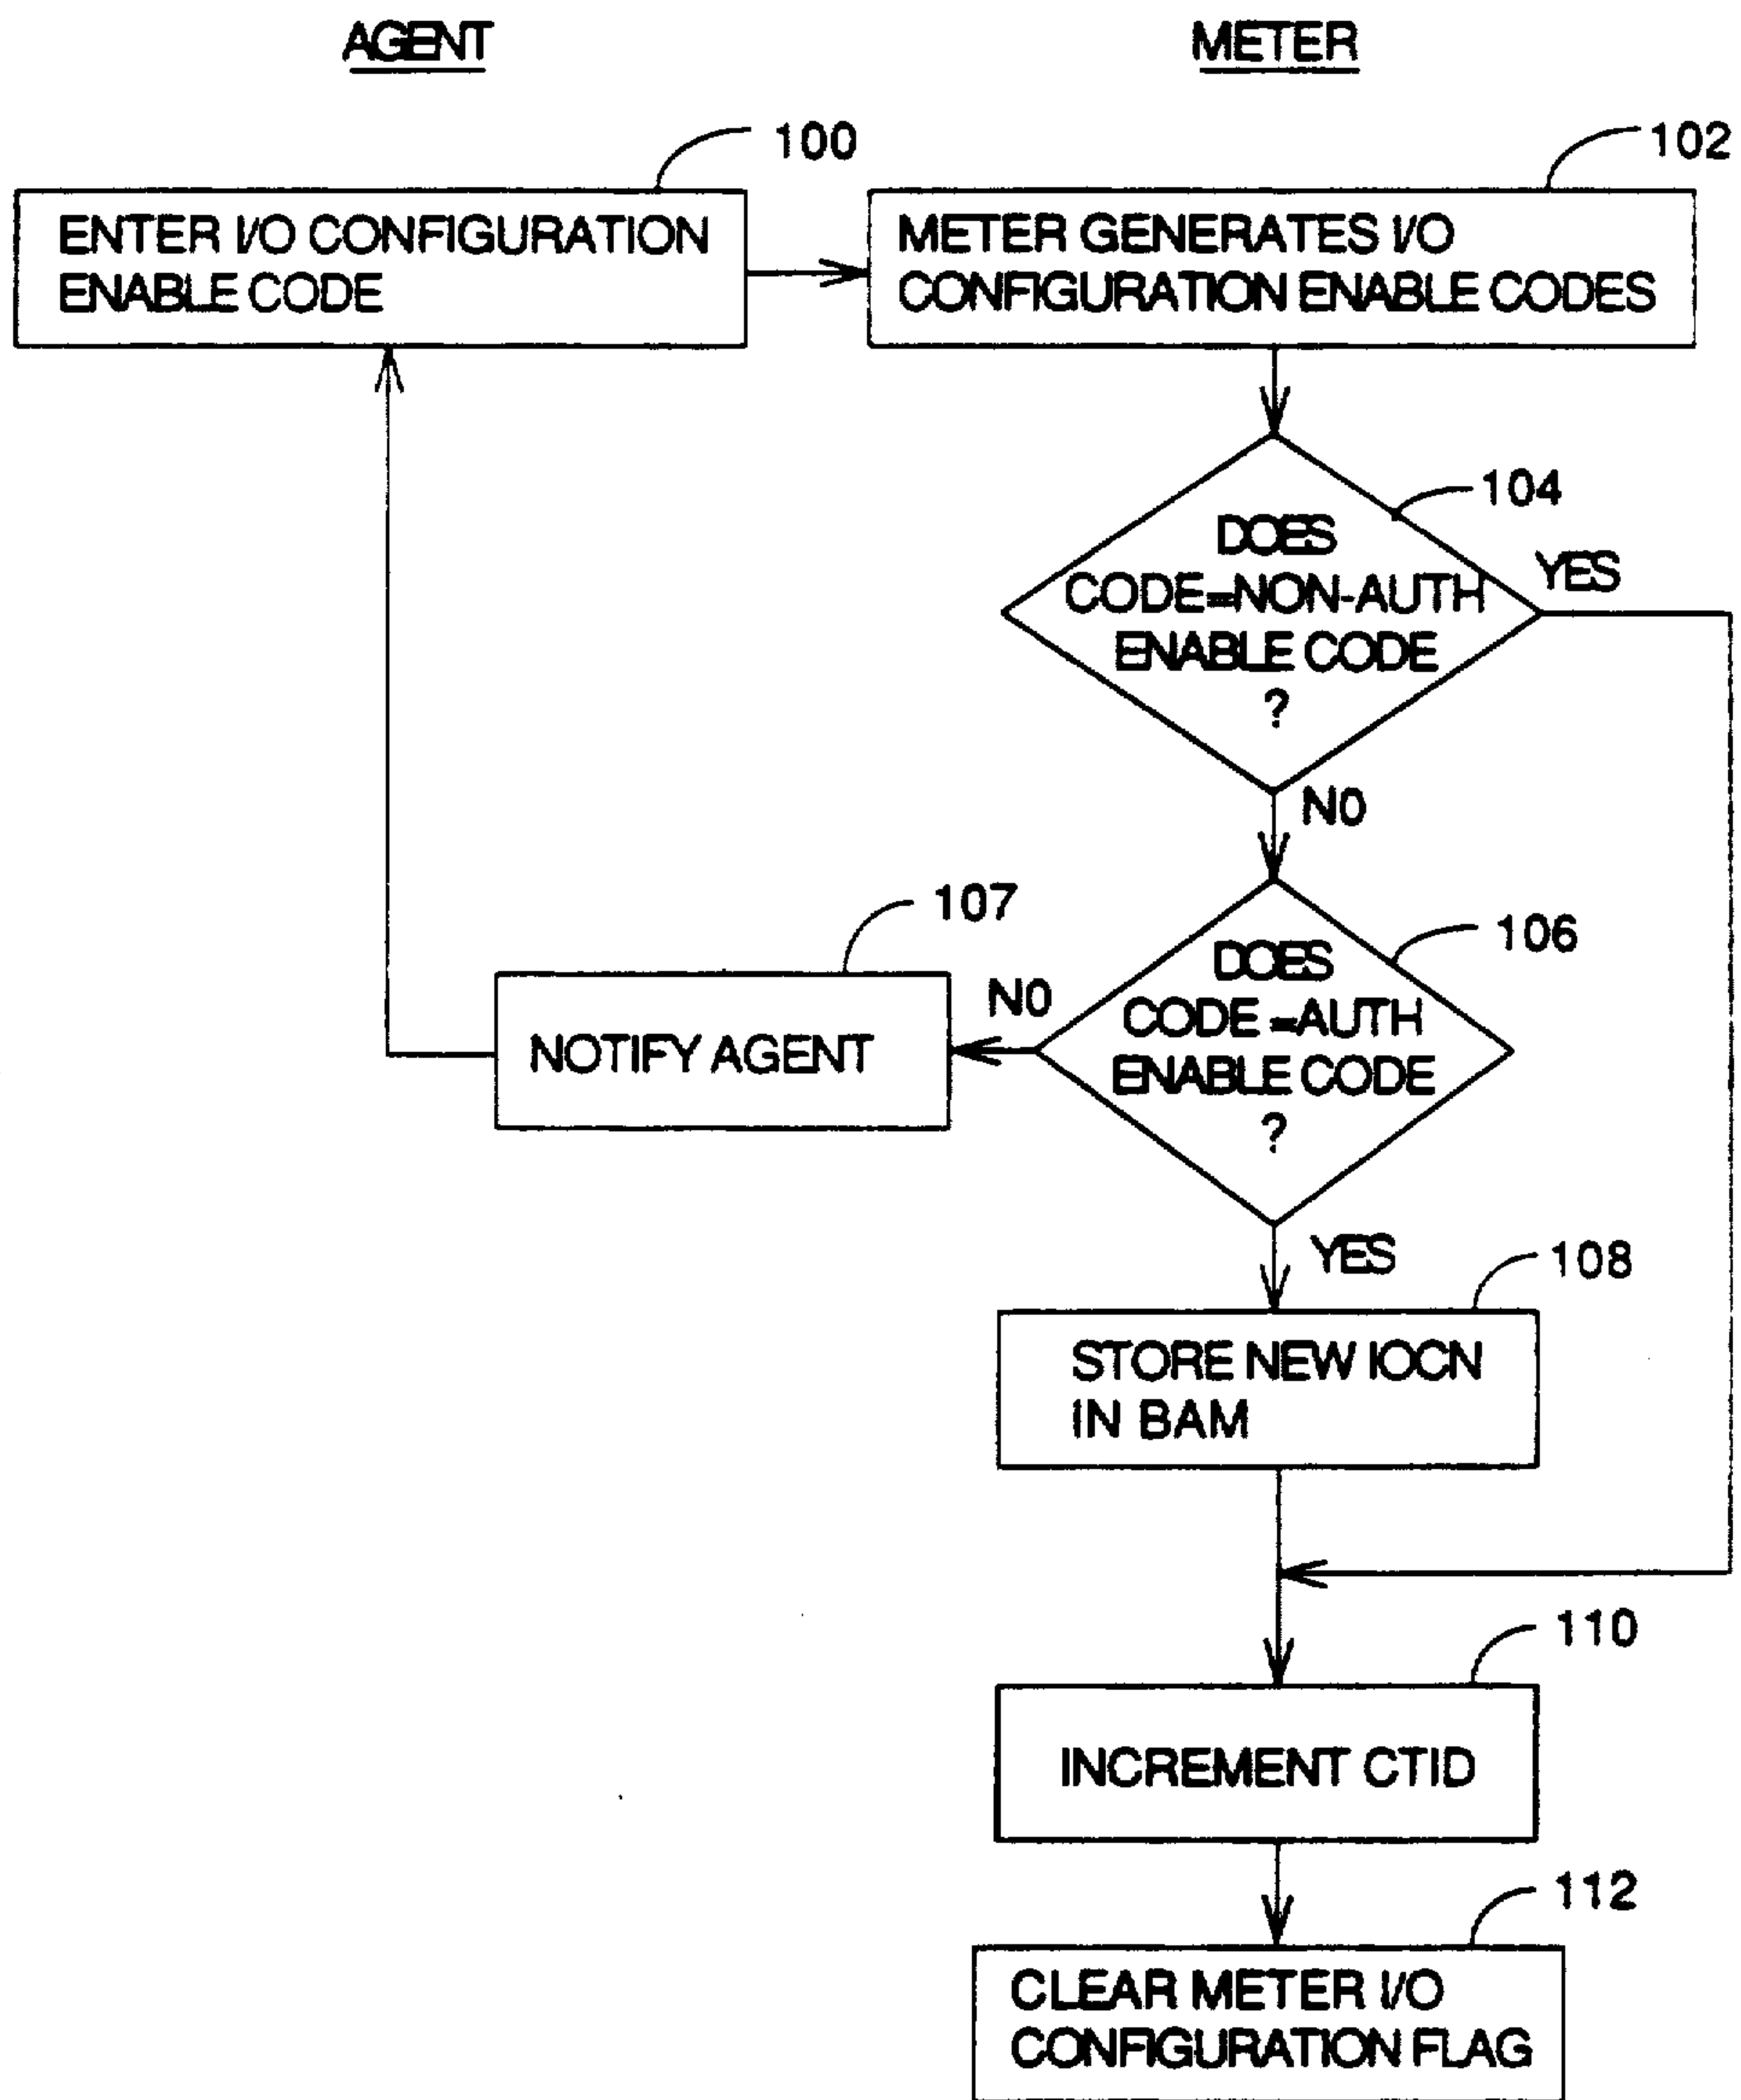 AGENT
METER
100
102
ENTER I/O CONFIGURATION
ENABLE CODE
METER GENERATES I/O
CONFIGURATION ENABLE CODES
104
DOES
CODE=NON-AUTH
ENABLE CODE
?
YES
NO
107
106
NOTIFY AGENT
NO
DOES
CODE =AUTH
ENABLE CODE
?
YES
108
STORE NEW IOCN
IN BAM
110
INCREMENT CTID
112
CLEAR METER I/O
CONFIGURATION FLAG